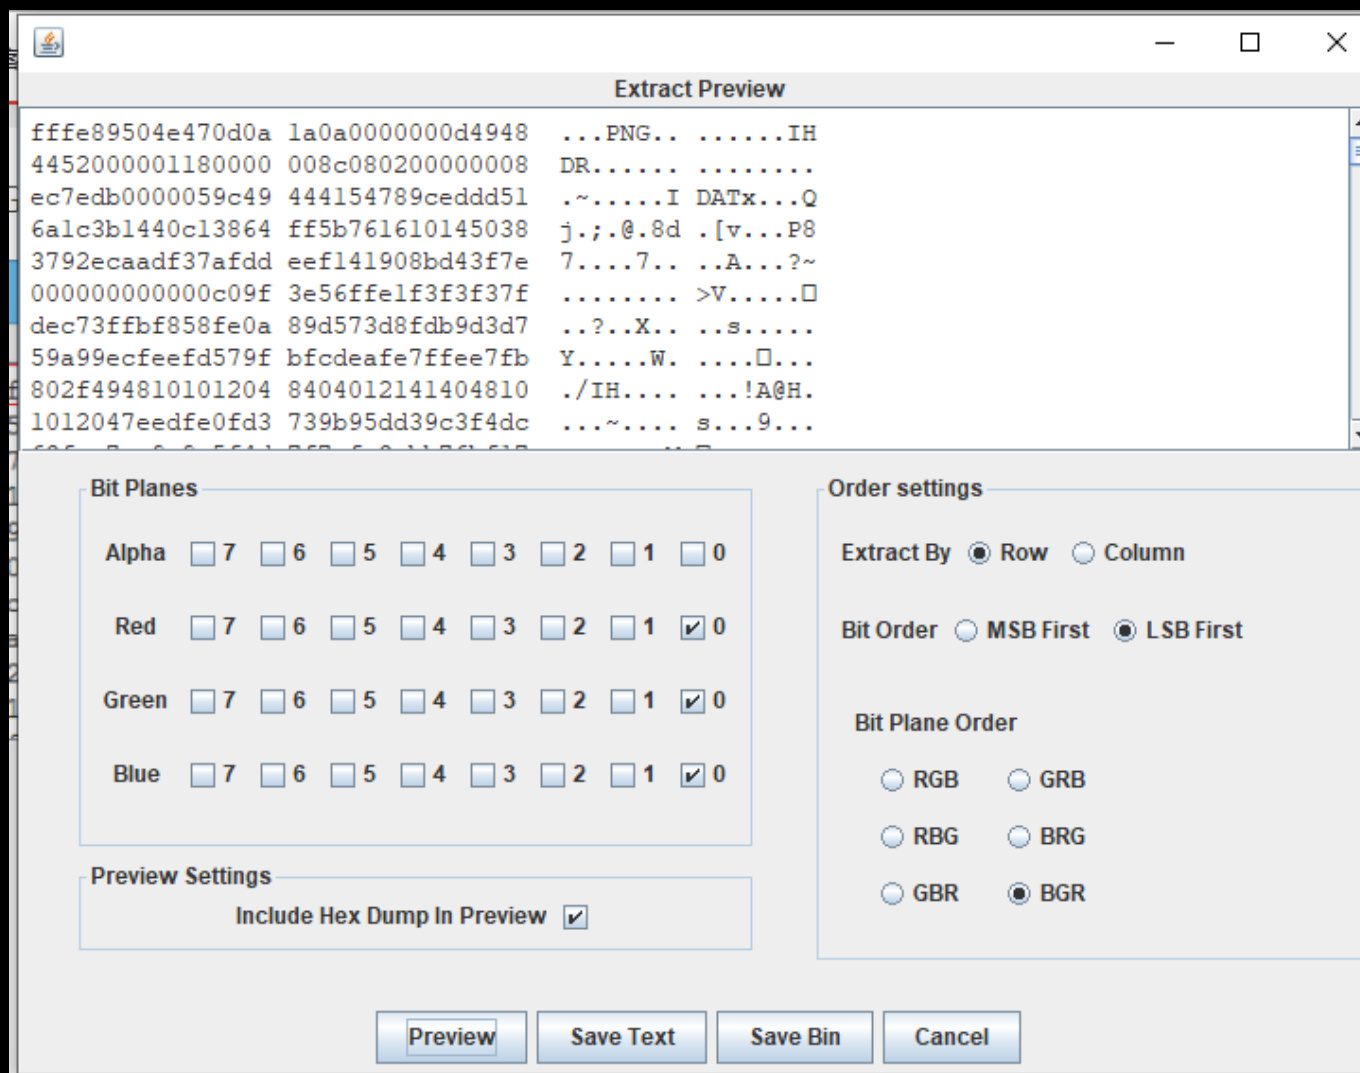 Extract Preview
fffe89504e470d0a 1a0a0000000d4948 ...PNG.. ......IH
4452000001180000 008c080200000008 DR...... ........
ec7edb0000059c49 444154789ceddd51 .~.....I DATx...Q
6a1c3b1440c13864 ff5b761610145038 j.;.@.8d .[v...P8
3792ecaadf37afdd eef141908bd43f7e 7....7.. ..A...?~
000000000000c09f 3e56ffe1f3f3f37f ........ >V.....□
dec73ffbf858fe0a 89d573d8fdb9d3d7 ..?..X.. ..s.....
59a99ecfeefd579f bfcdeafe7ffee7fb Y.....W. ....□...
802f494810101204 8404012141404810 ./IH.... ...!A@H.
1012047eedfe0fd3 739b95dd39c3f4dc ...~.... s...9...
Bit Planes
Order settings
Alpha 7 6 5 4 3 2 1 0
Extract By Row Column
Red 7 6 5 4 3 2 1 0
Bit Order MSB First LSB First
Green 7 6 5 4 3 2 1 0
Bit Plane Order
Blue 7 6 5 4 3 2 1 0
RGB GRB
RBG BRG
Preview Settings
GBR BGR
Include Hex Dump In Preview
Preview Save Text Save Bin Cancel